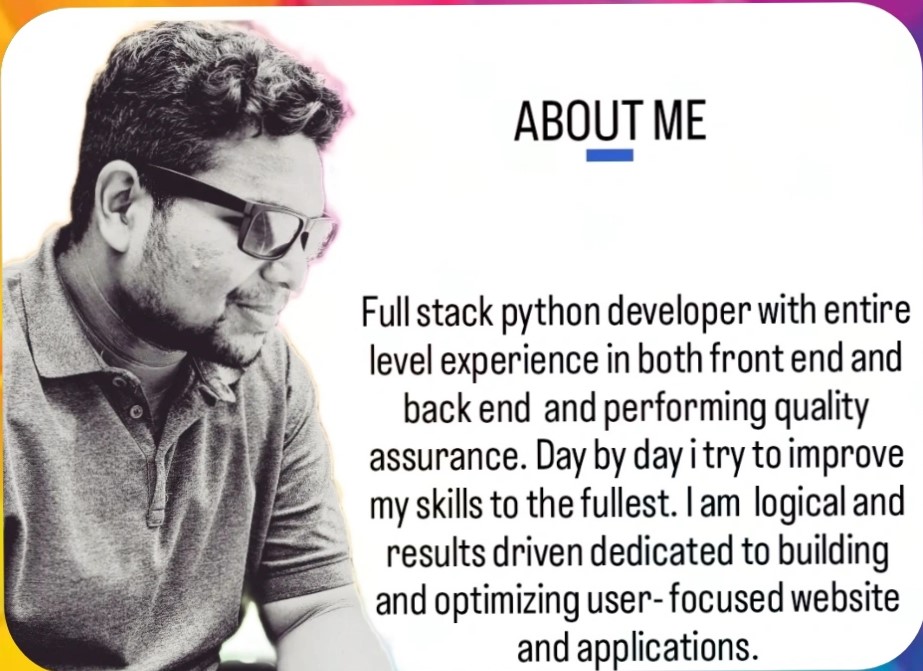 ABOUT ME
Full stack python developer with entire
level experience in both front end and
back end and performing quality
assurance. Day by day i try to improve
my skills to the fullest. I am logical and
results driven dedicated to building
and optimizing user- focused website
and applications.